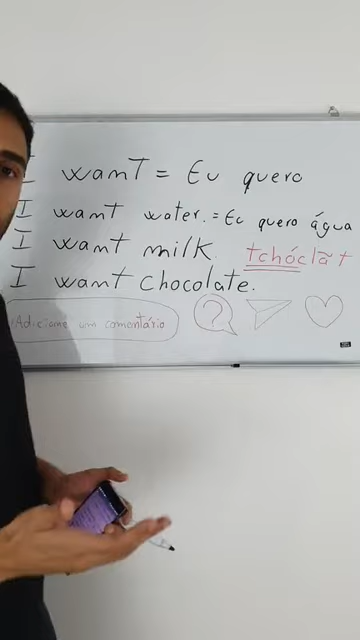 I want = Eu quero
I want water. = Eu quero água
I want milk. tchóclãt
I want chocolate.
Adicione um comentário ?